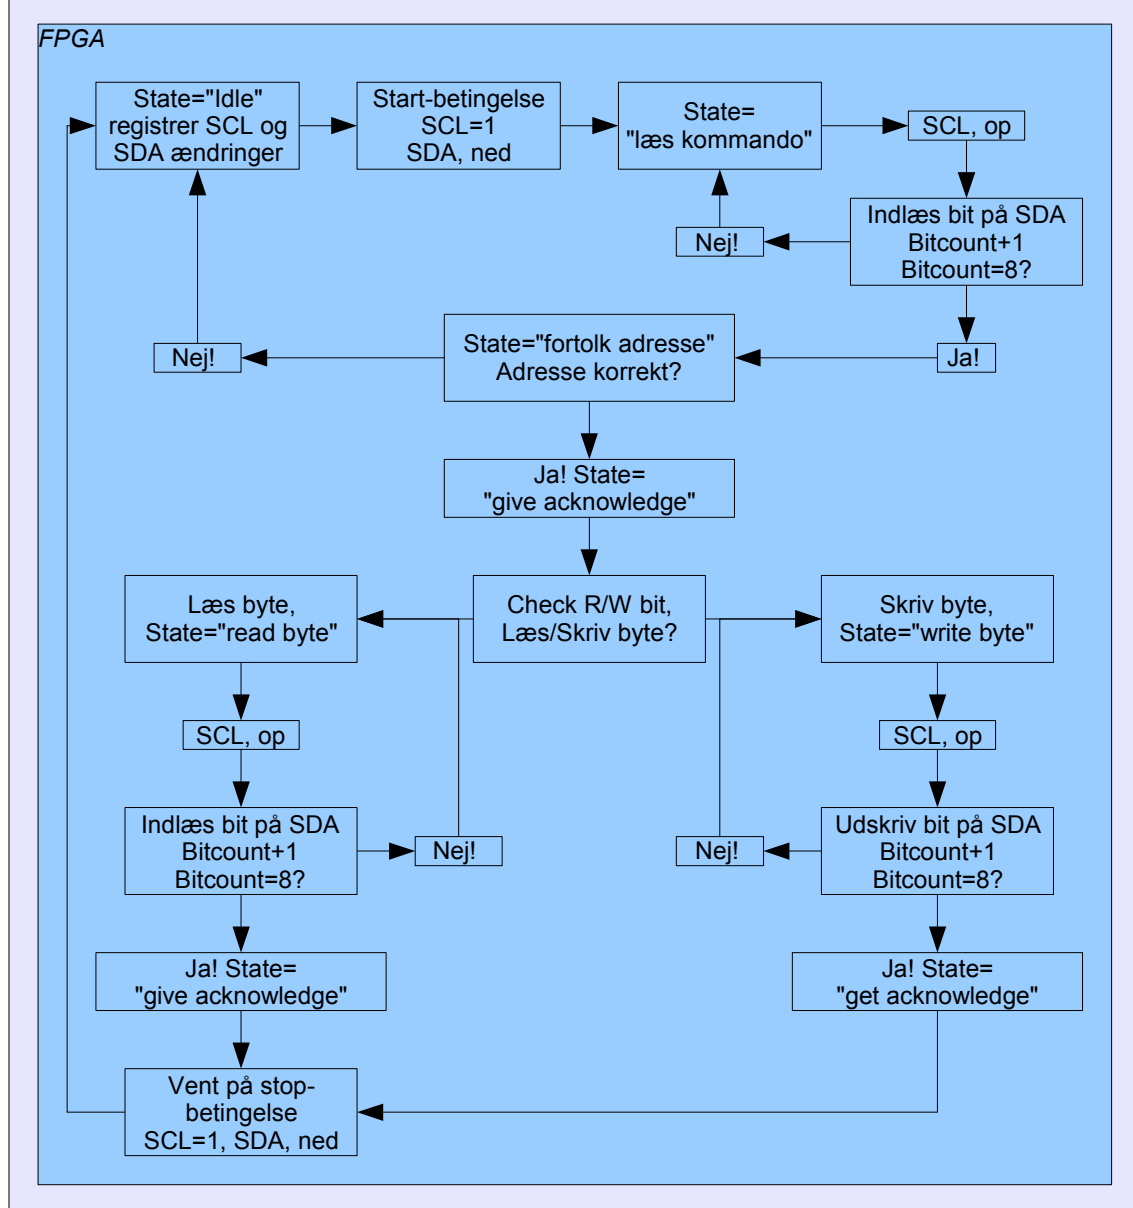 FPGA
State="Idle"
registrer SCL og
SDA ændringer
Start-betingelse
SCL=1
SDA, ned
State=
"læs kommando"
SCL, op
Indlæs bit på SDA
Bitcount+1
Bitcount=8?
Nej!
Ja!
State="fortolk adresse"
Adresse korrekt?
Nej!
Ja! State=
"give acknowledge"
Check R/W bit,
Læs/Skriv byte?
Læs byte,
State="read byte"
SCL, op
Indlæs bit på SDA
Bitcount+1
Bitcount=8?
Nej!
Ja! State=
"give acknowledge"
Skriv byte,
State="write byte"
SCL, op
Udskriv bit på SDA
Bitcount+1
Bitcount=8?
Nej!
Ja! State=
"get acknowledge"
Vent på stop-
betingelse
SCL=1, SDA, ned